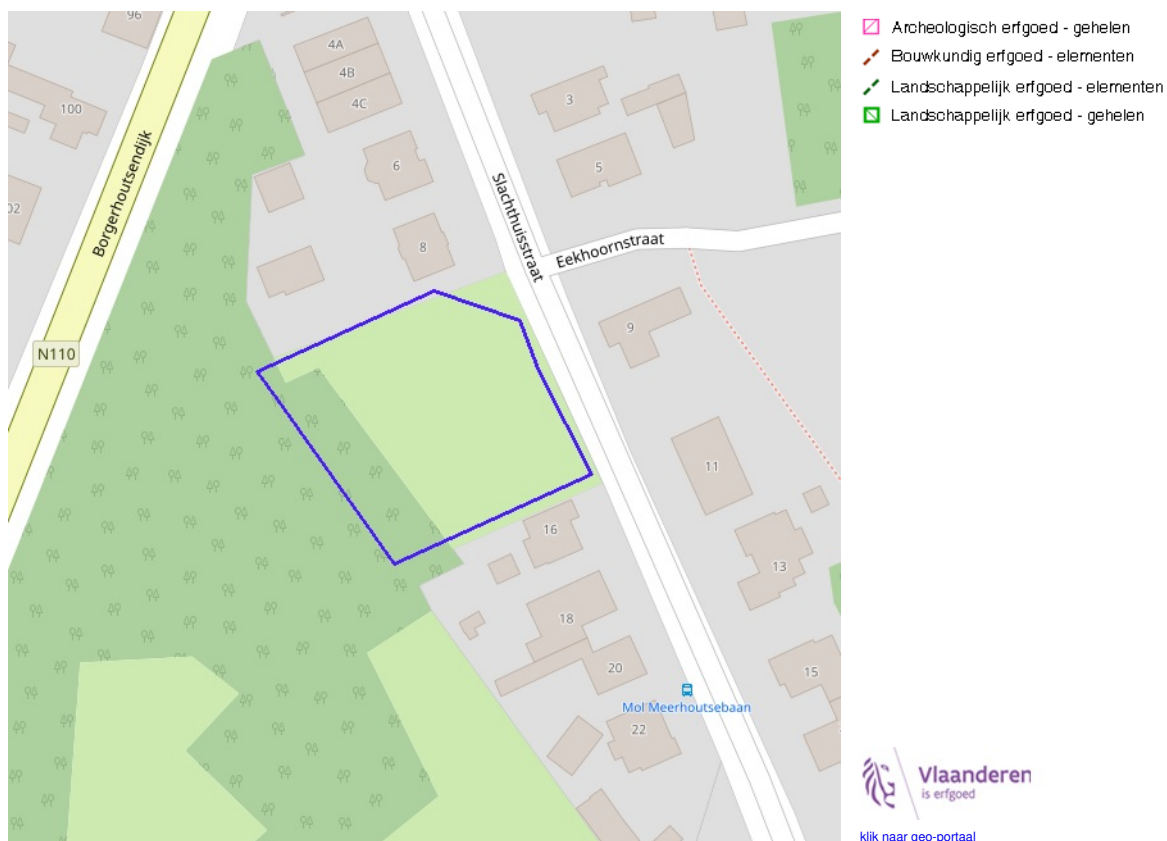 96
4A
4B
4C
100
3
6
5
02
Borgerhoutsendijk
Slachthuisstraat
8
Eekhoornstraat
9
N110
11
16
13
18
20
15
Mol Meerhoutsebaan
22
Archeologisch erfgoed - gehelen
Bouwkundig erfgoed - elementen
Landschappelijk erfgoed - elementen
Landschappelijk erfgoed - gehelen
Vlaanderen
is erfgoed
klik naar geo-portaal